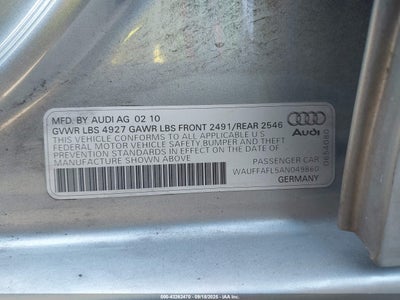 MFD. BY AUDI AG 02 10
GVWR LBS 4927 GAWR LBS FRONT 2491/REAR 2546
THIS VEHICLE CONFORMS TO ALL APPLICABLE U S
FEDERAL MOTOR VEHICLE SAFETY BUMPER AND THEFT
PREVENTION STANDARDS IN EFFECT ON THE DATE OF
MANUFACTURE SHOWN ABOVE.
PASSENGER CAR
WAUFFAFL5AN049860
GERMANY
Audi